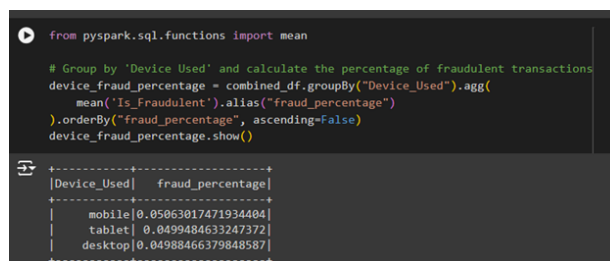 from pyspark.sql.functions import mean
# Group by 'Device Used' and calculate the percentage of fraudulent transactions
device_fraud_percentage = combined_df.groupBy("Device_Used").agg(
    mean('Is_Fraudulent').alias("fraud_percentage")
).orderBy("fraud_percentage", ascending=False)
device_fraud_percentage.show()
+-----------+-------------------+
|Device_Used|   fraud_percentage|
+-----------+-------------------+
|     mobile|0.05063017471934404|
|     tablet| 0.0499484633247372|
|    desktop|0.04988466379848587|
+-----------+-------------------+